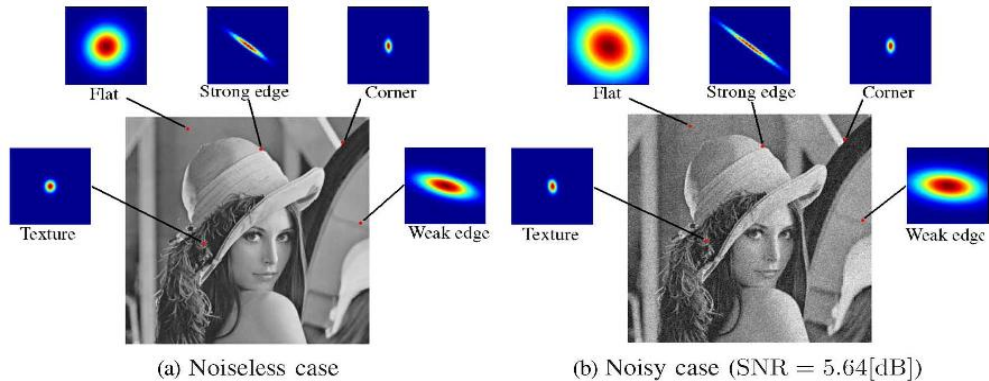 Flat
Strong edge
Corner
Texture
Weak edge
(a) Noiseless case
Flat
Strong edge
Corner
Texture
Weak edge
(b) Noisy case (SNR = 5.64[dB])